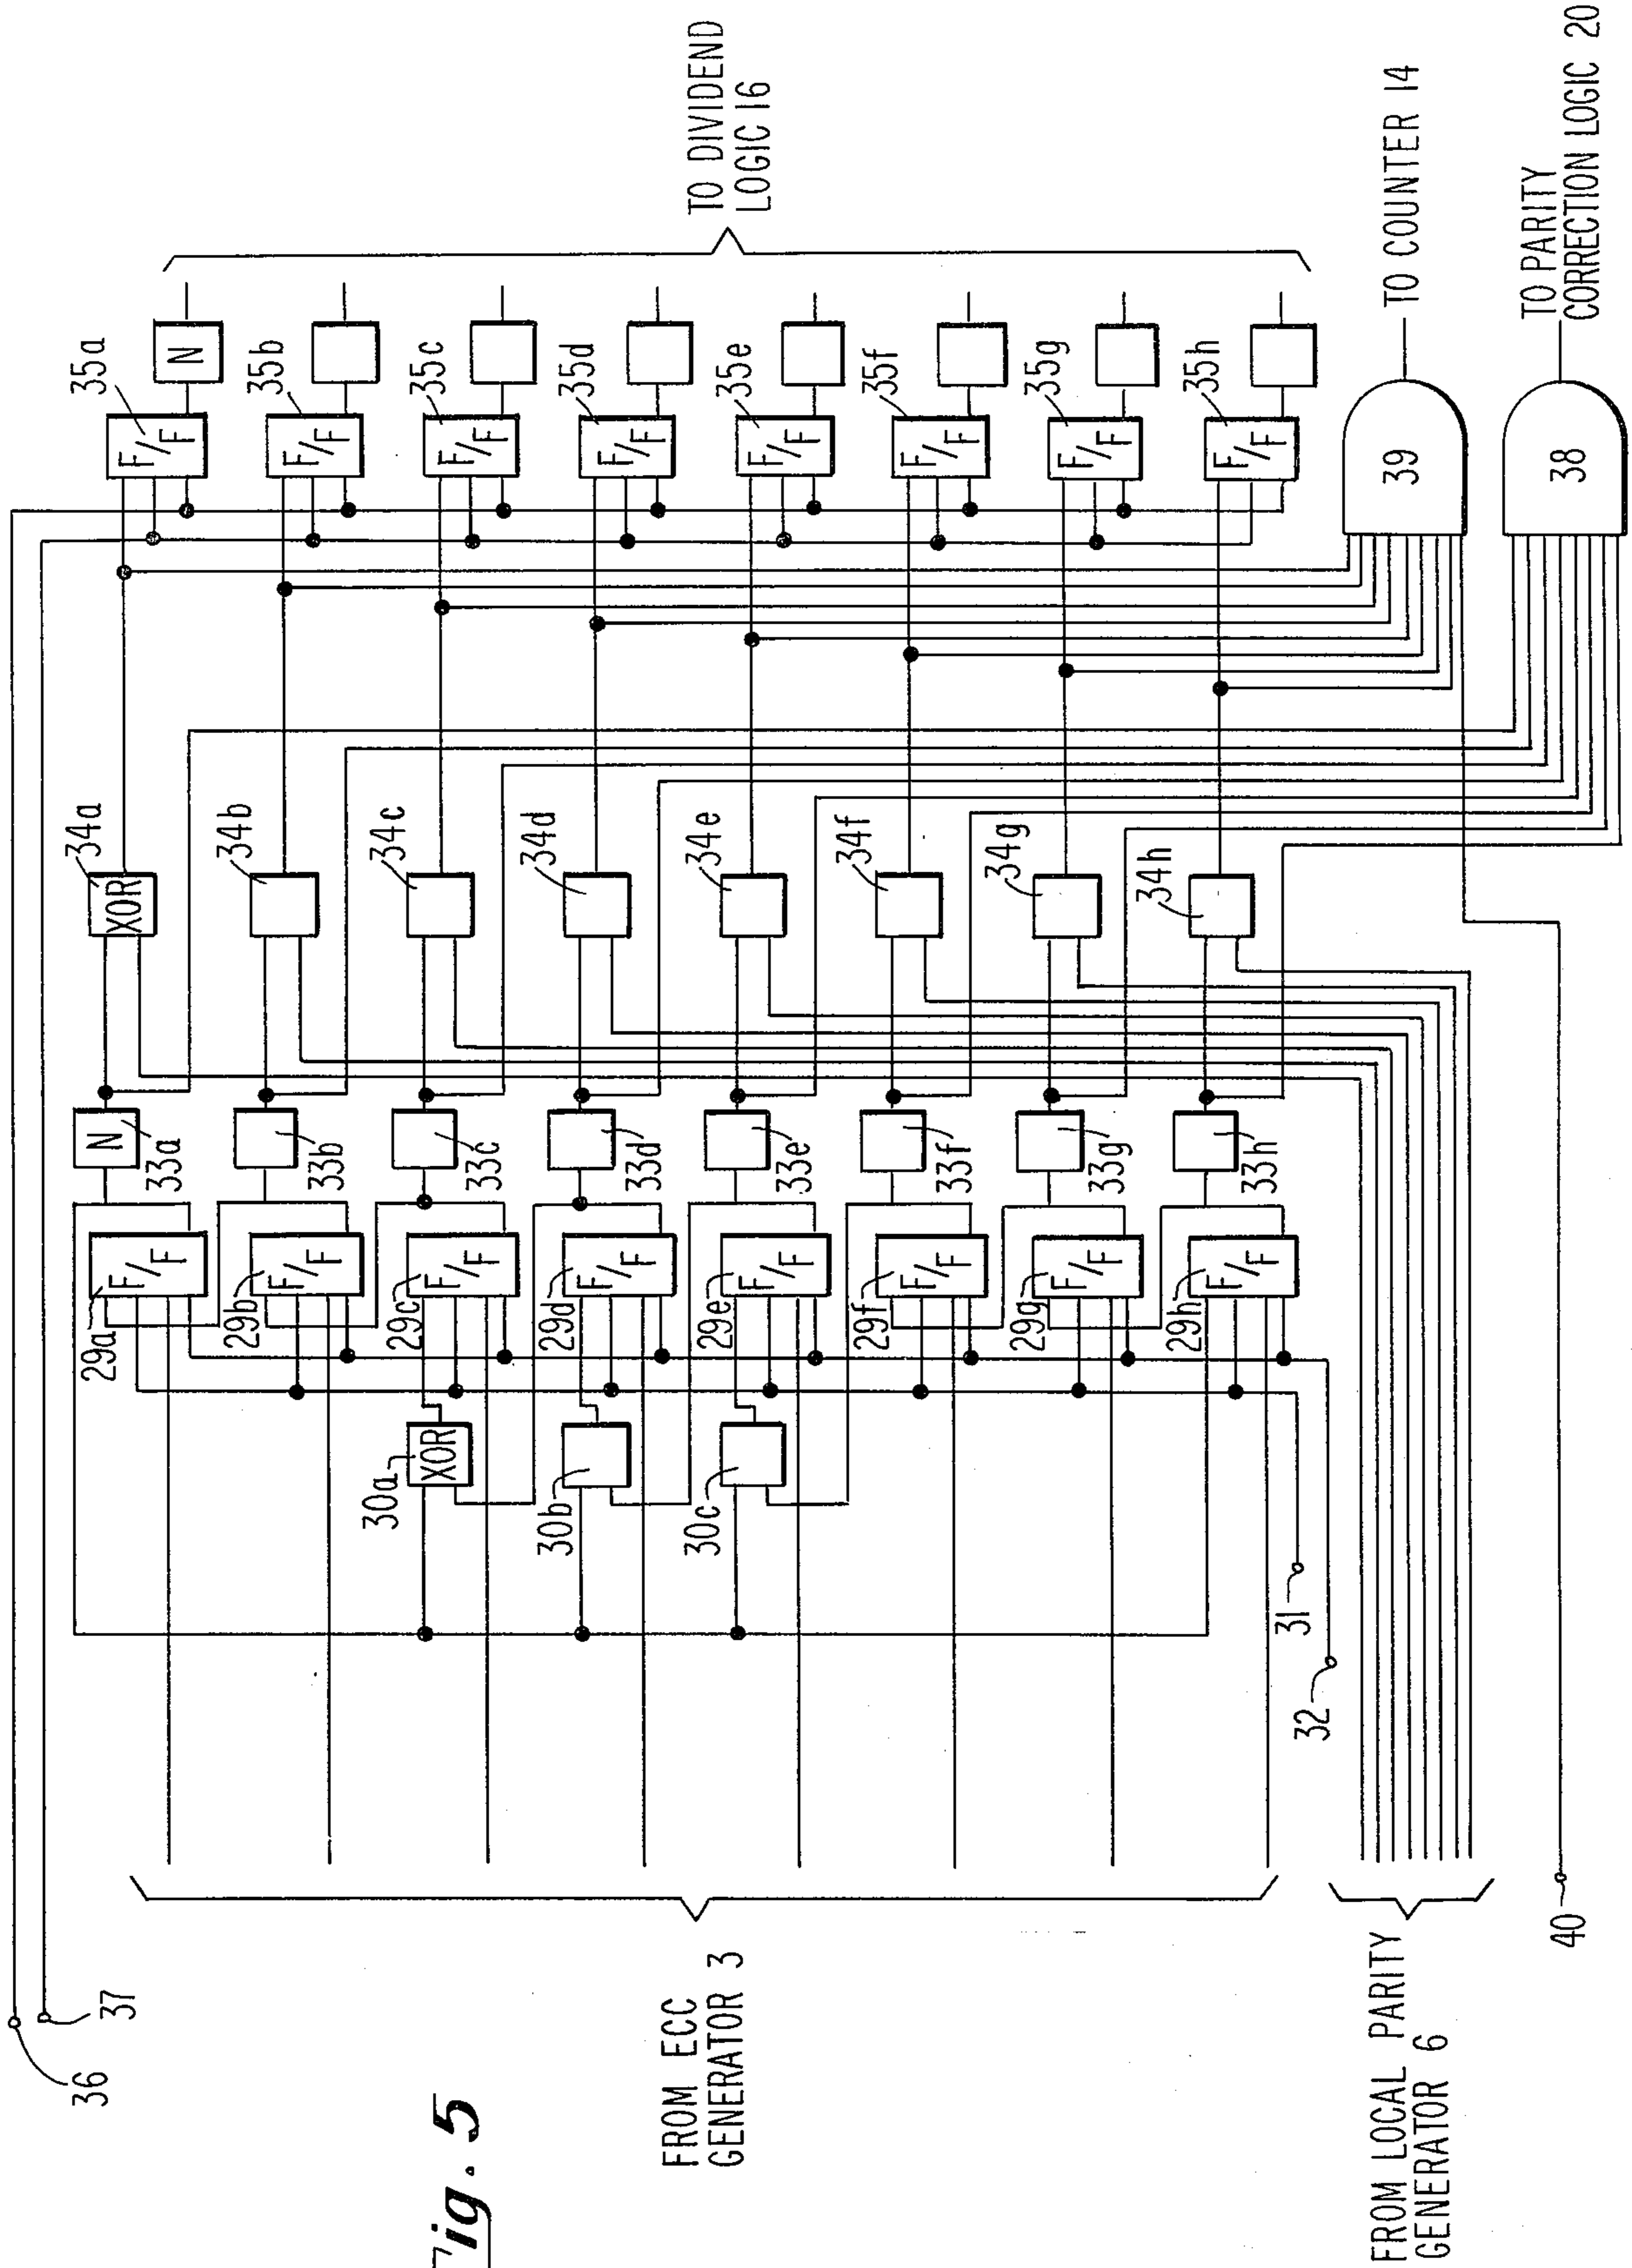 36
37
35a
N
F/F
35b
F/F
35c
F/F
35d
F/F
35e
F/F
35f
F/F
35g
F/F
35h
F/F
TO DIVIDEND
LOGIC 16
34a
XOR
34b
34c
34d
34e
34f
34g
34h
39
TO COUNTER 14
38
TO PARITY
CORRECTION LOGIC 20
N
33a
33b
33c
33d
33e
33f
33g
33h
29a
F/F
29b
F/F
29c
F/F
29d
F/F
29e
F/F
29f
F/F
29g
F/F
29h
F/F
30a
XOR
30b
30c
31
32
40
FROM ECC
GENERATOR 3
FROM LOCAL PARITY
GENERATOR 6
Fig. 5